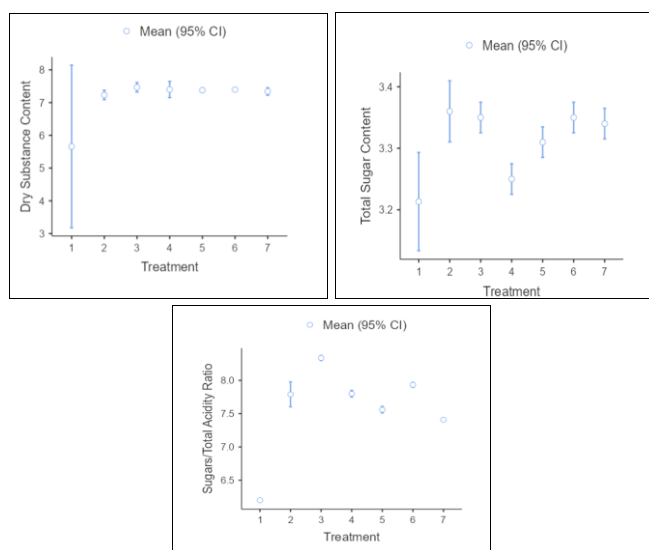 Mean (95% CI)
8
7
6
5
4
3
Dry Substance Content
1 2 3 4 5 6 7
Treatment
Mean (95% CI)
3.4
3.3
3.2
Total Sugar Content
1 2 3 4 5 6 7
Treatment
Mean (95% CI)
8.0
7.5
7.0
6.5
Sugars/Total Acidity Ratio
1 2 3 4 5 6 7
Treatment